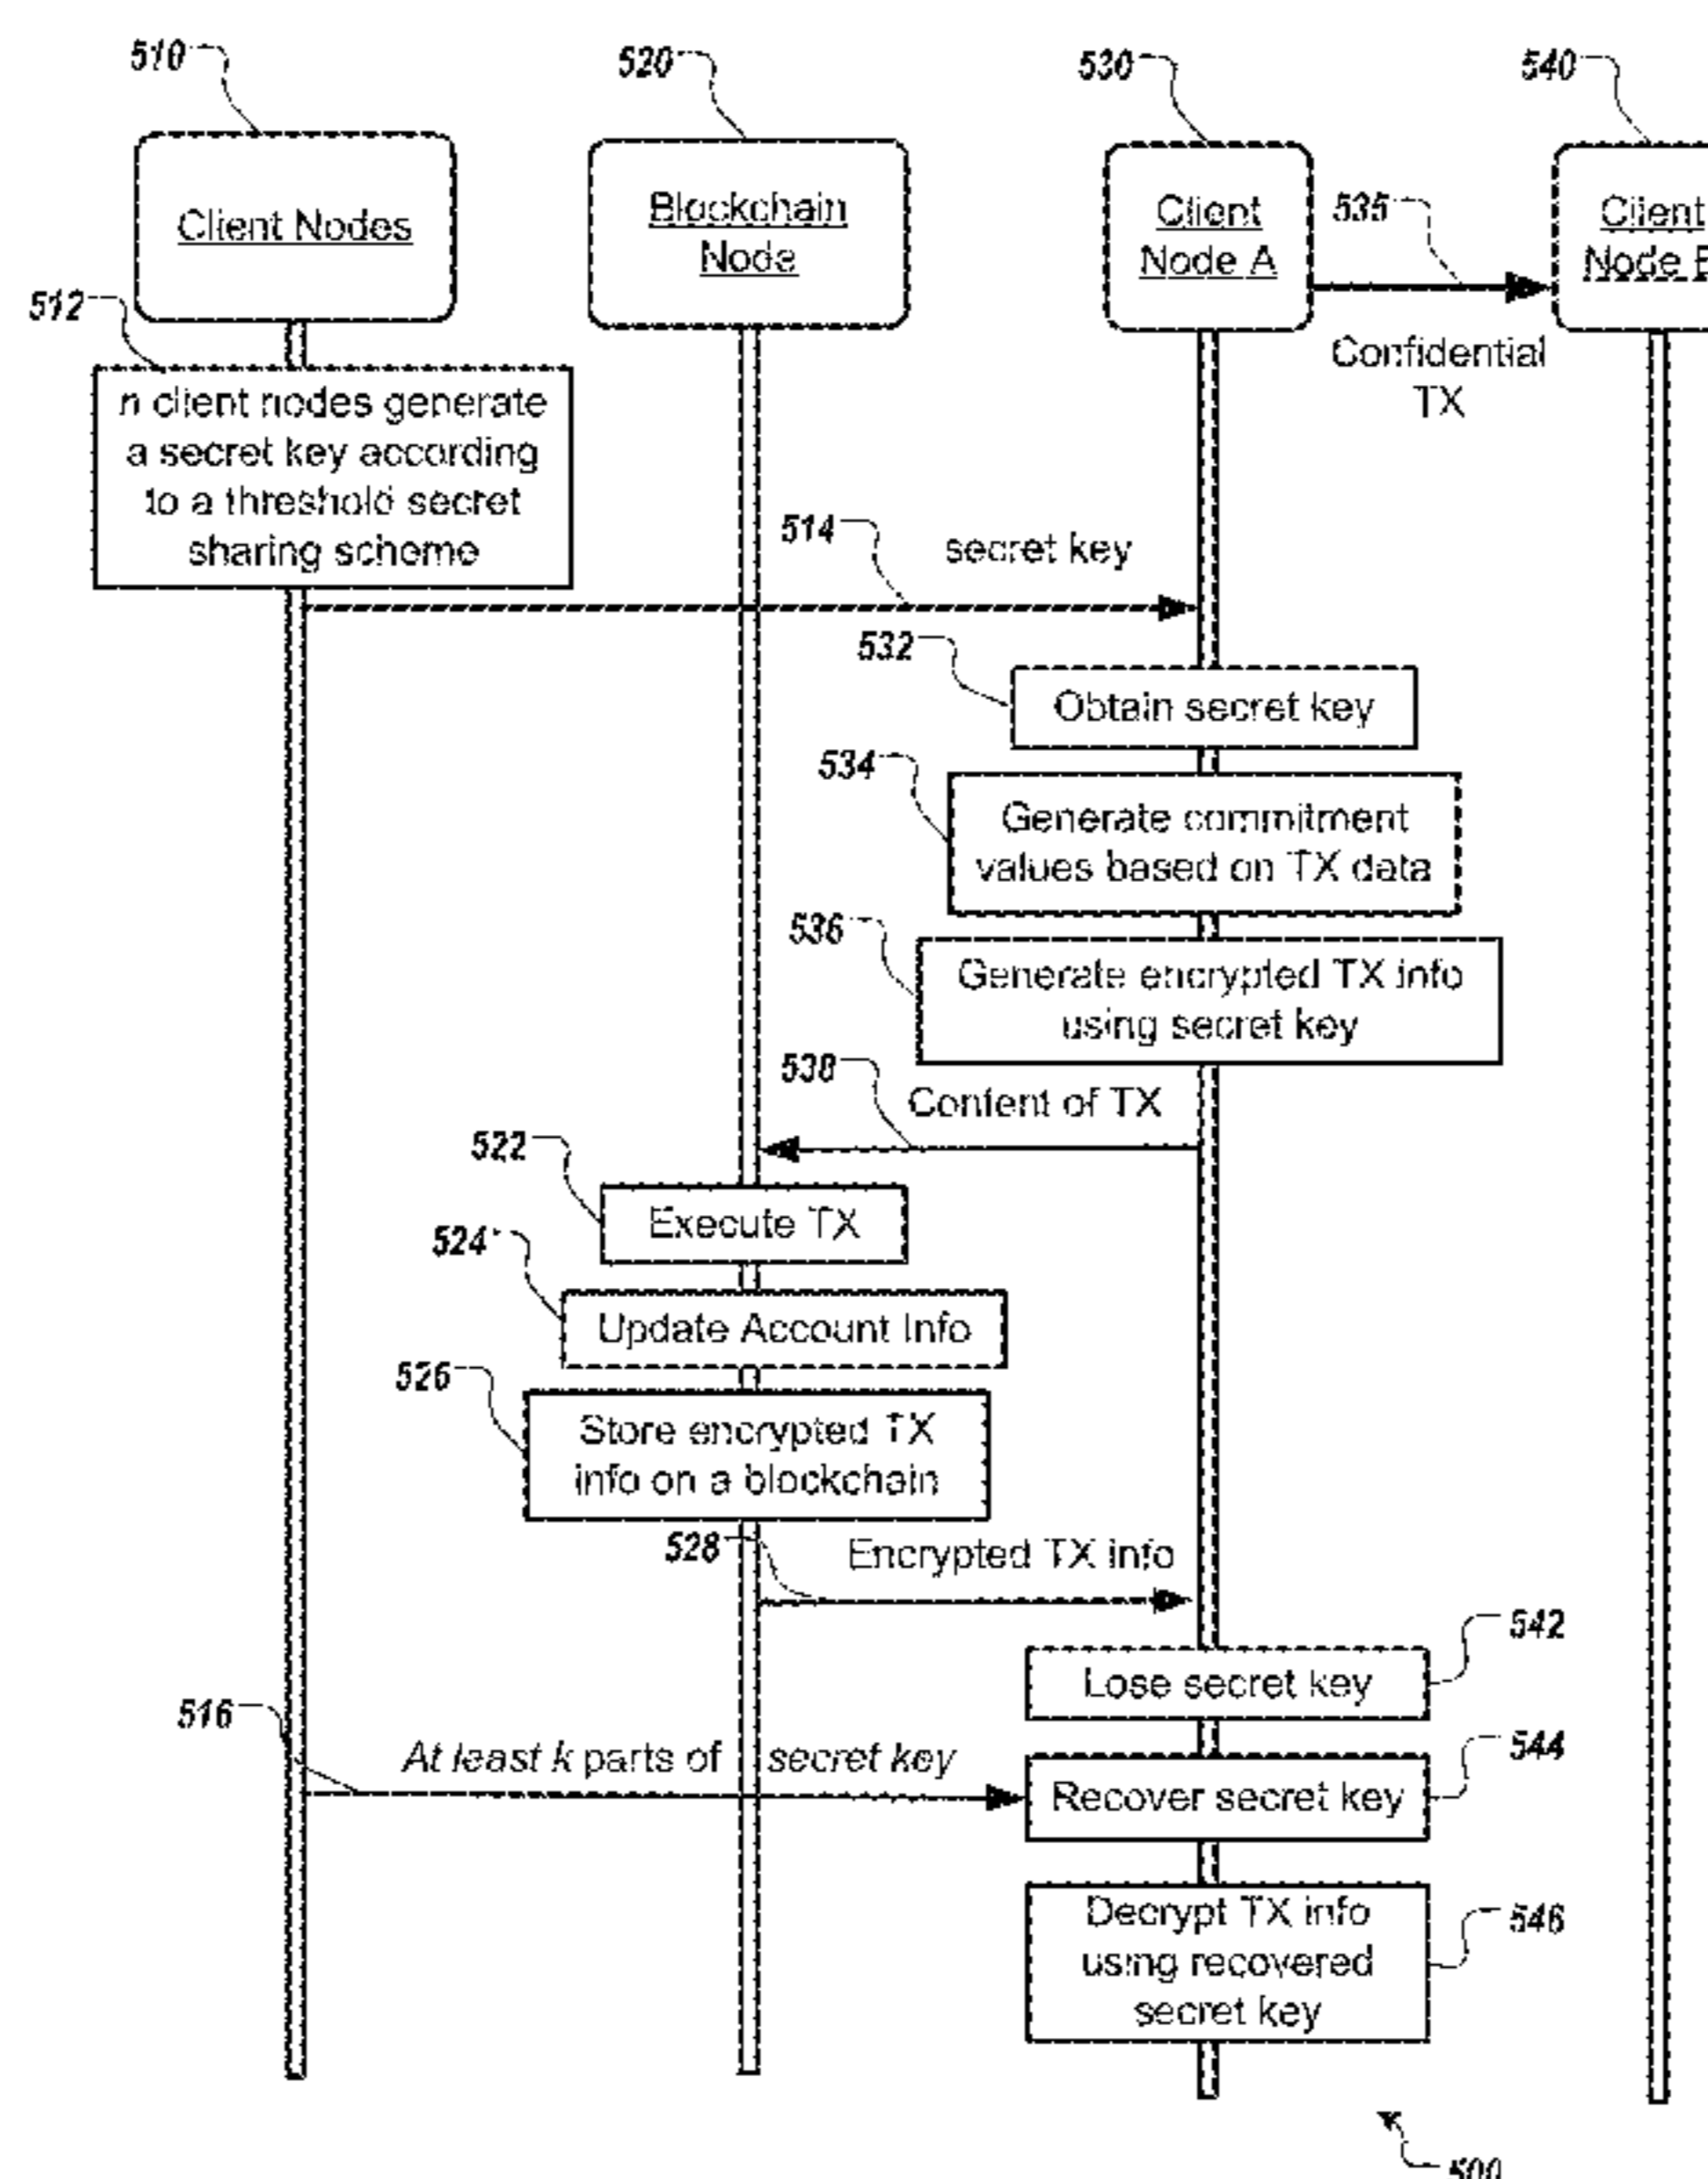 510
520
530
540
Client Nodes
Blockchain
Node
Client
Node A
535
Client
Node
Confidential
TX
512
n client nodes generate
a secret key according
to a threshold secret
sharing scheme
514
secret key
532
Obtain secret key
534
Generate commitment
values based on TX data
536
Generate encrypted TX info
using secret key
538
Content of TX
522
Execute TX
524
Update Account Info
526
Store encrypted TX
info on a blockchain
528
Encrypted TX info
542
Lose secret key
516
At least k parts of secret key
544
Recover secret key
546
Decrypt TX info
using recovered
secret key
500